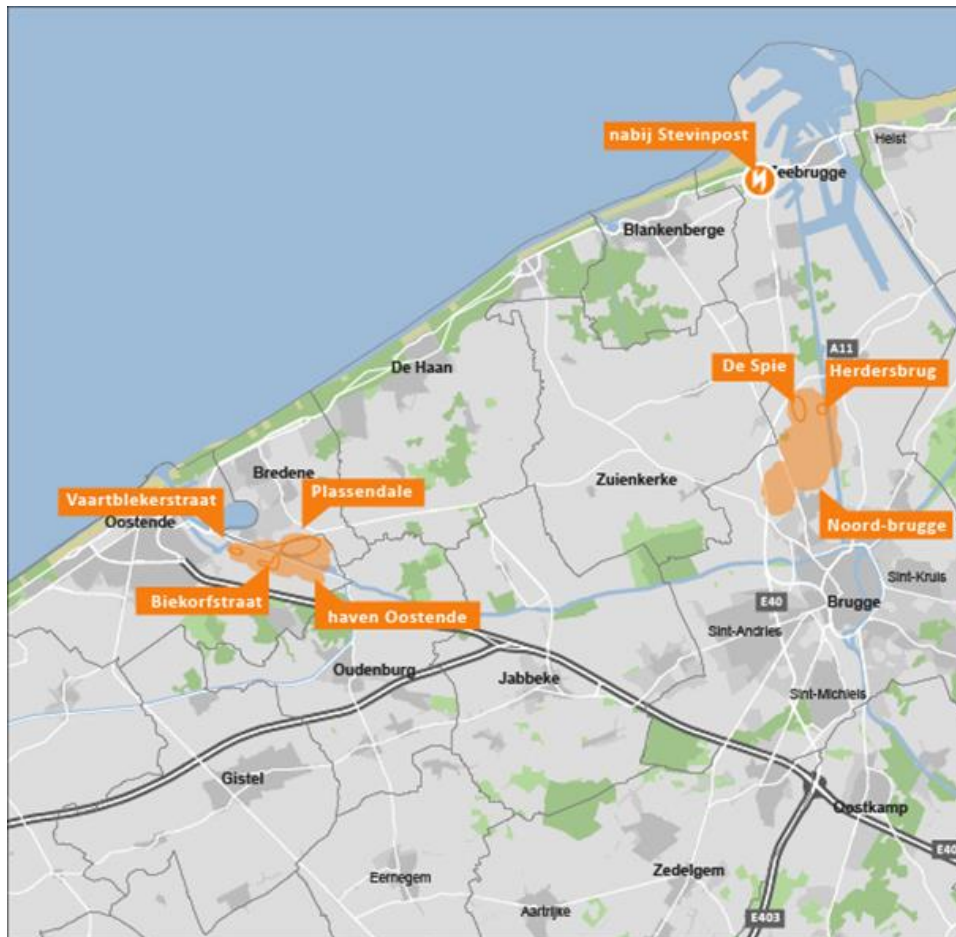 nabij Stevinpost
Heist
Zeebrugge
Blankenberge
A11
De Spie
Herdersbrug
De Haan
Bredene
Plassendale
Zuienkerke
Vaartblekerstraat
Oostende
Noord-brugge
Sint-Kruis
Biekorfstraat
haven Oostende
E40
Brugge
Sint-Andries
Oudenburg
Jabbeke
Sint-Michiels
Gistel
Oostkamp
E40
Zedelgem
Eernegem
Aartrijke
E403